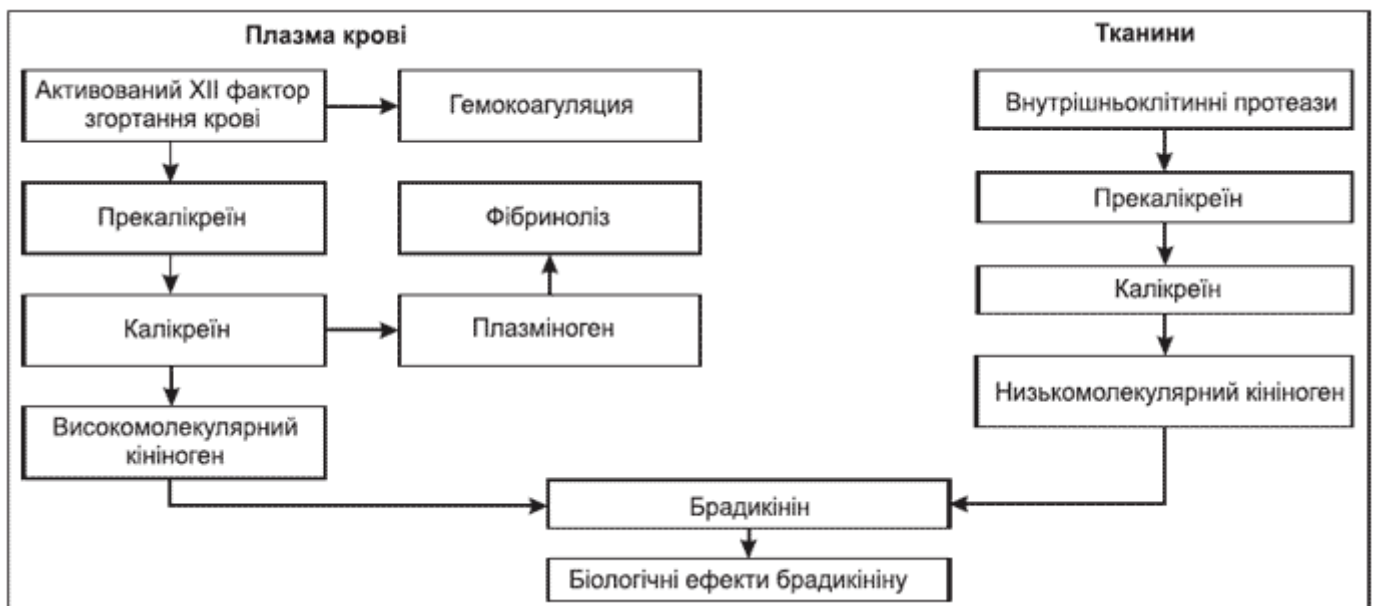 Плазма крові
Тканини
Активований XII фактор
згортання крові
Гемокоагуляция
Внутрішньоклітинні протеази
Прекалікреїн
Фібриноліз
Прекалікреїн
Калікреїн
Плазміноген
Калікреїн
Високомолекулярний
кініноген
Низькомолекулярний кініноген
Брадикінін
Біологічні ефекти брадикініну